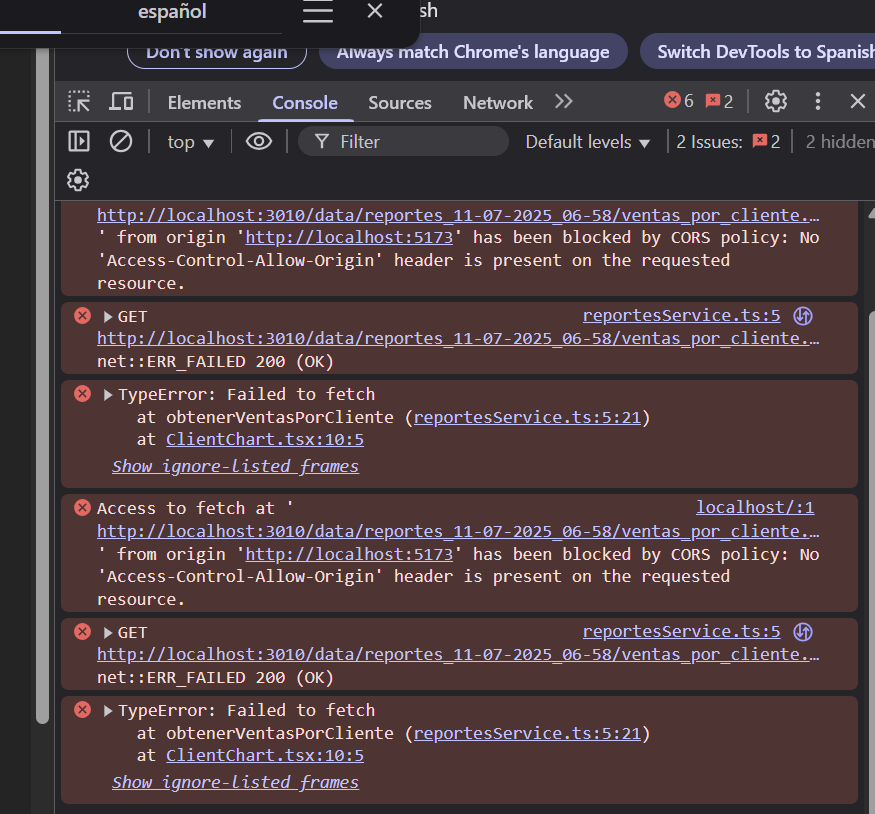 español
sh
Don't show again
Always match Chrome's language
Switch DevTools to Spanish
Elements
Console
Sources
Network
6
2
top
Filter
Default levels
2 Issues:
2
2 hidden
http://localhost:3010/data/reportes_11-07-2025_06-58/ventas_por_cliente.…
' from origin 'http://localhost:5173' has been blocked by CORS policy: No
'Access-Control-Allow-Origin' header is present on the requested
resource.
GET
reportesService.ts:5
http://localhost:3010/data/reportes_11-07-2025_06-58/ventas_por_cliente.…
net::ERR_FAILED 200 (OK)
TypeError: Failed to fetch
at obtenerVentasPorCliente (reportesService.ts:5:21)
at ClientChart.tsx:10:5
Show ignore-listed frames
Access to fetch at '
localhost/:1
http://localhost:3010/data/reportes_11-07-2025_06-58/ventas_por_cliente.…
' from origin 'http://localhost:5173' has been blocked by CORS policy: No
'Access-Control-Allow-Origin' header is present on the requested
resource.
GET
reportesService.ts:5
http://localhost:3010/data/reportes_11-07-2025_06-58/ventas_por_cliente.…
net::ERR_FAILED 200 (OK)
TypeError: Failed to fetch
at obtenerVentasPorCliente (reportesService.ts:5:21)
at ClientChart.tsx:10:5
Show ignore-listed frames